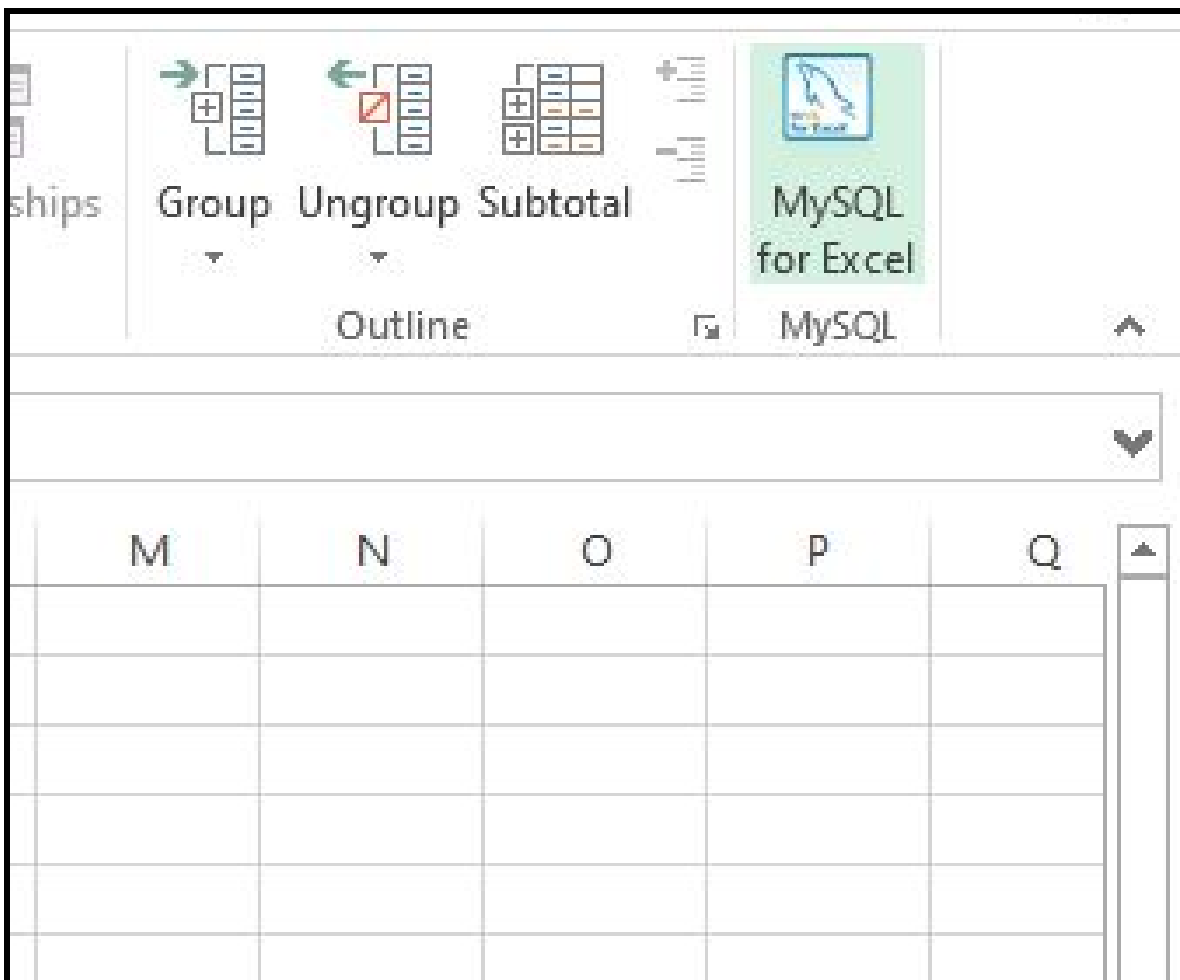 ships
Group
Ungroup
Subtotal
MySQL
for Excel
Outline
MySQL
M
N
O
P
Q